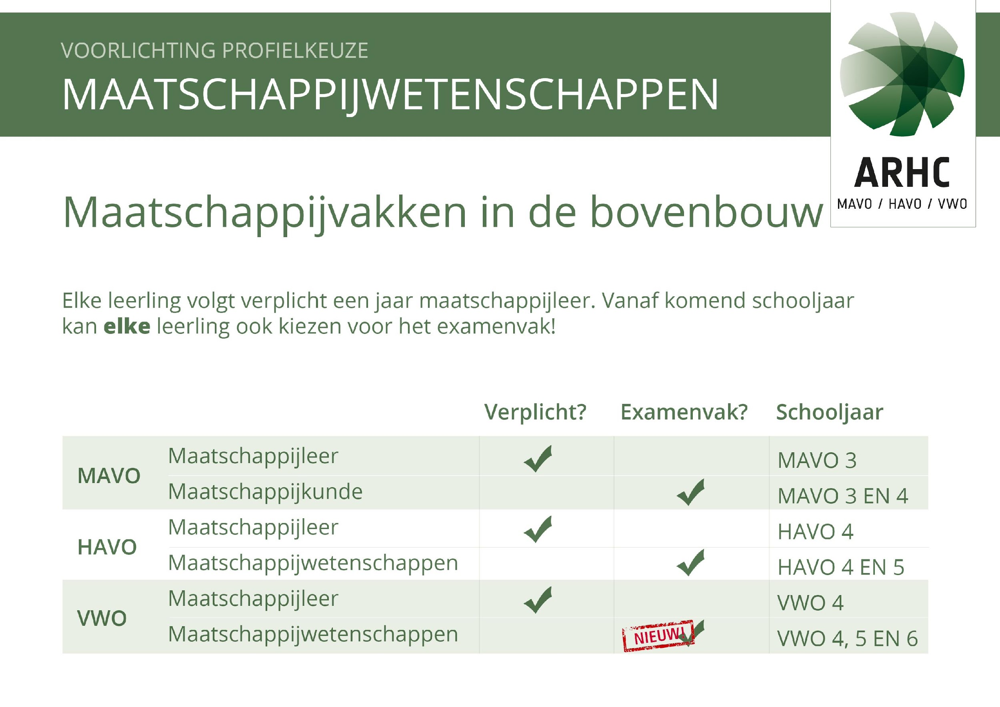 VOORLICHTING PROFIELKEUZE
MAATSCHAPPIJWETENSCHAPPEN
ARHC
MAVO / HAVO / VWO
Maatschappijvakken in de bovenbouw
Elke leerling volgt verplicht een jaar maatschappijleer. Vanaf komend schooljaar
kan elke leerling ook kiezen voor het examenvak!
Verplicht? Examenvak? Schooljaar
MAVO
Maatschappijleer MAVO 3
Maatschappijkunde MAVO 3 EN 4
HAVO
Maatschappijleer HAVO 4
Maatschappijwetenschappen HAVO 4 EN 5
VWO
Maatschappijleer VWO 4
Maatschappijwetenschappen NIEUW! VWO 4, 5 EN 6